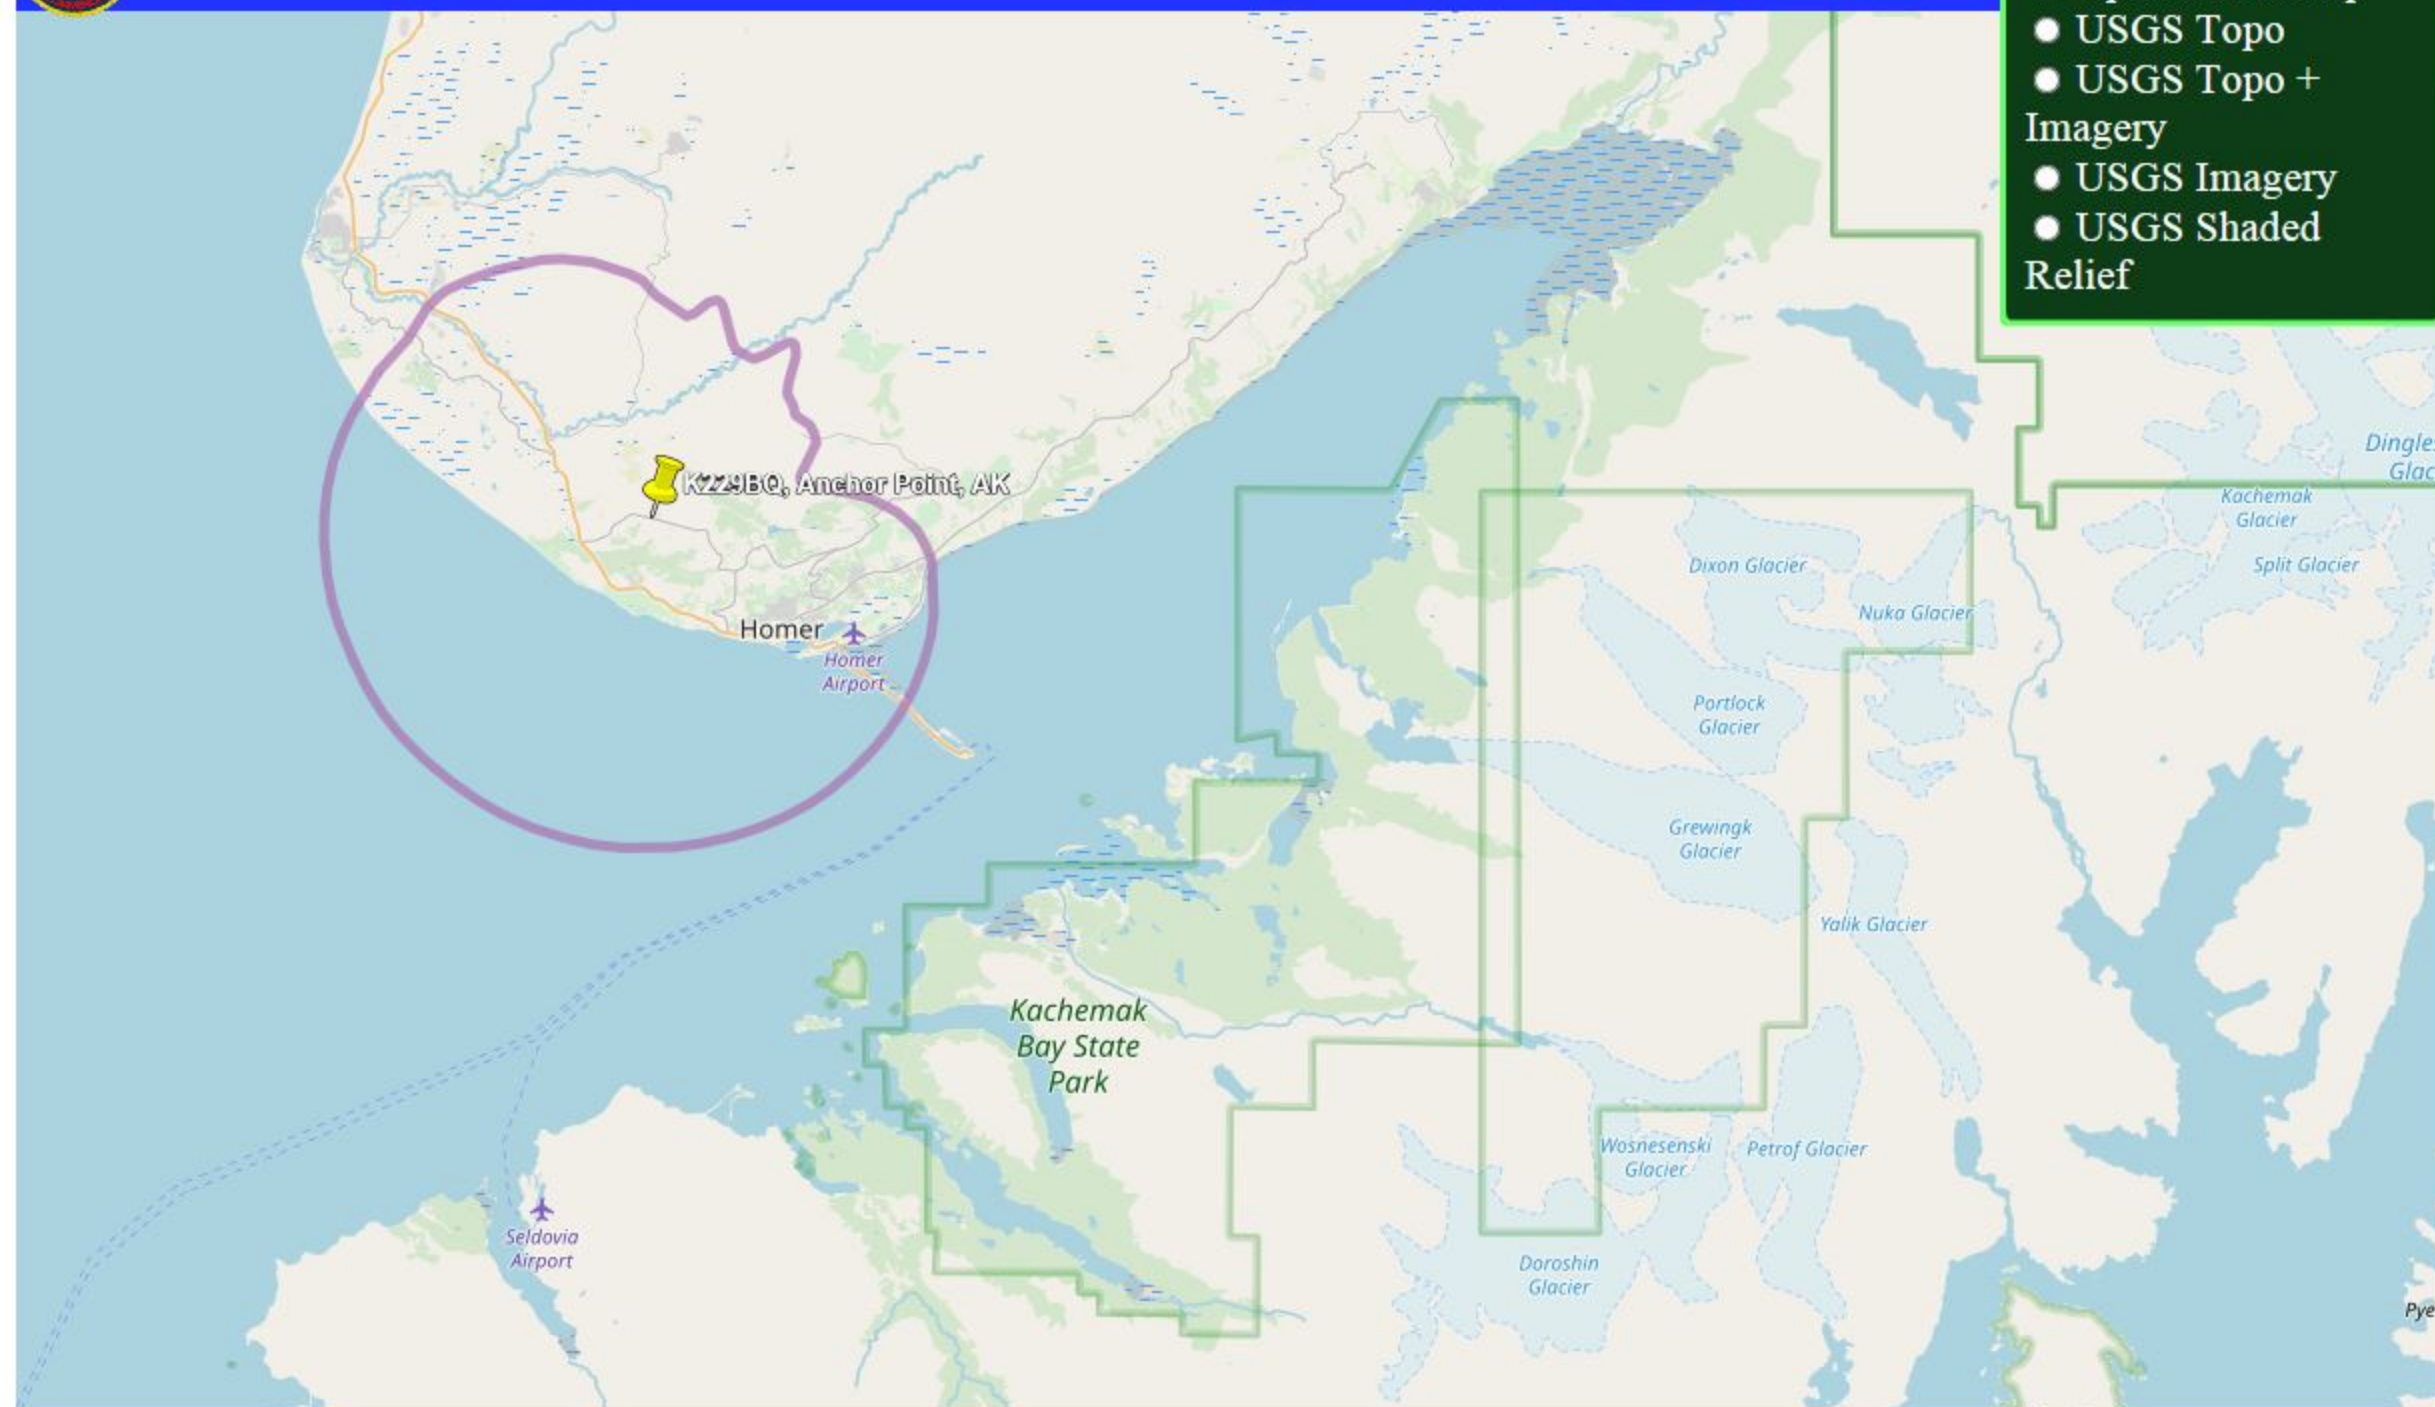 USGS Topo
USGS Topo +
Imagery
USGS Imagery
USGS Shaded
Relief
Kachemak
Glacier
Split Glacier
K229BQ, Anchor Point, AK
Dixon Glacier
Nuka Glacier
Homer
Homer
Airport
Portlock
Glacier
Grewingk
Glacier
Yalik Glacier
Kachemak
Bay State
Park
Wosnesenski
Glacier
Petrof Glacier
Seldovia
Airport
Doroshin
Glacier
Pye